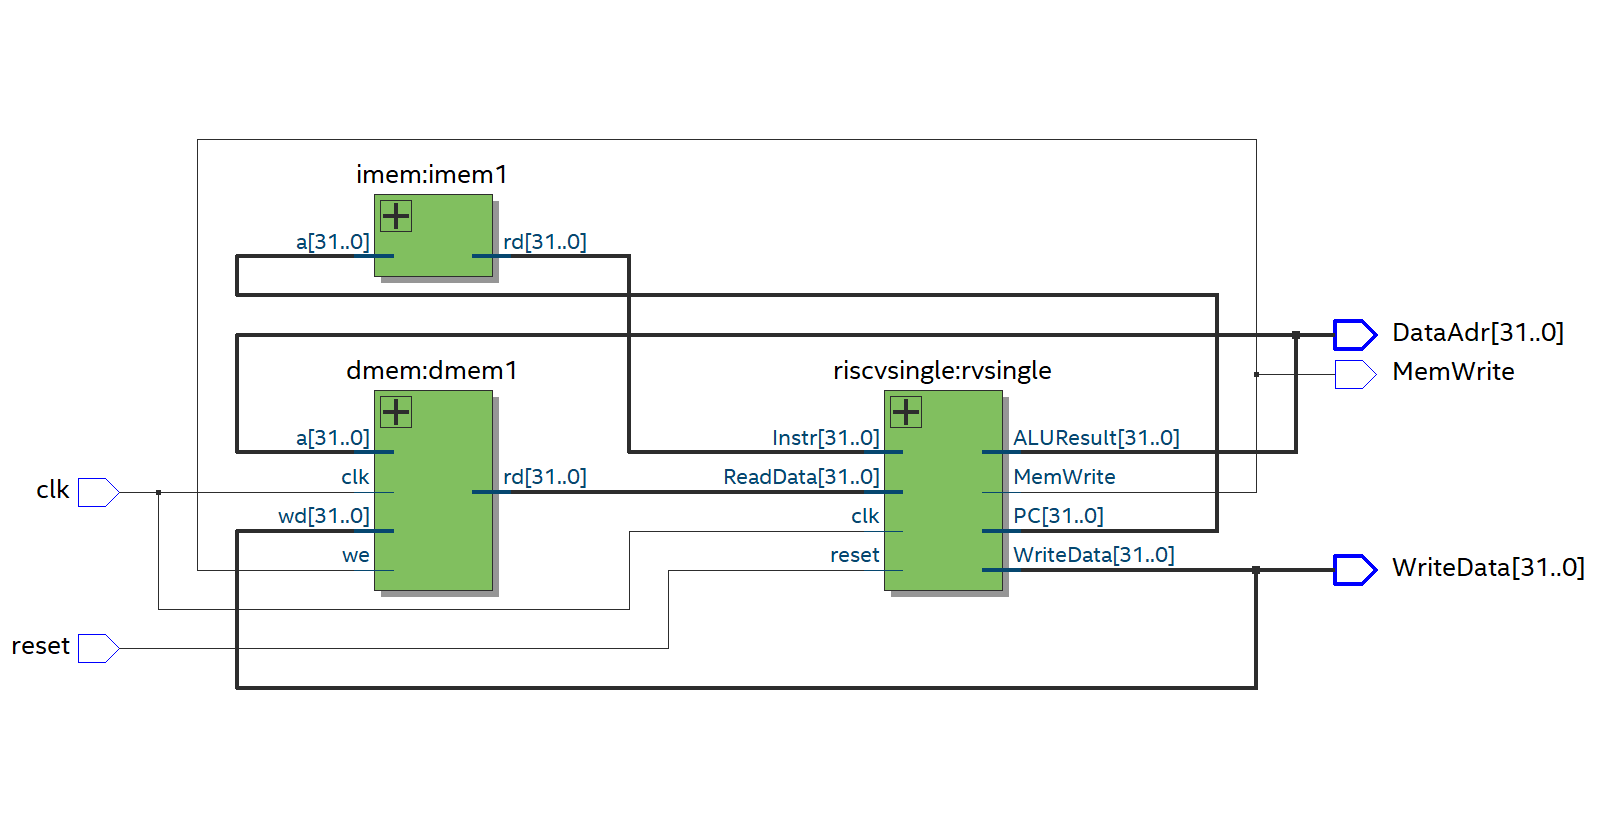 imem:imem1
a[31..0]
rd[31..0]
dmem:dmem1
a[31..0]
clk
rd[31..0]
wd[31..0]
we
riscvsingle:rvsingle
Instr[31..0]
ALUResult[31..0]
ReadData[31..0]
MemWrite
clk
PC[31..0]
reset
WriteData[31..0]
clk
reset
DataAdr[31..0]
MemWrite
WriteData[31..0]